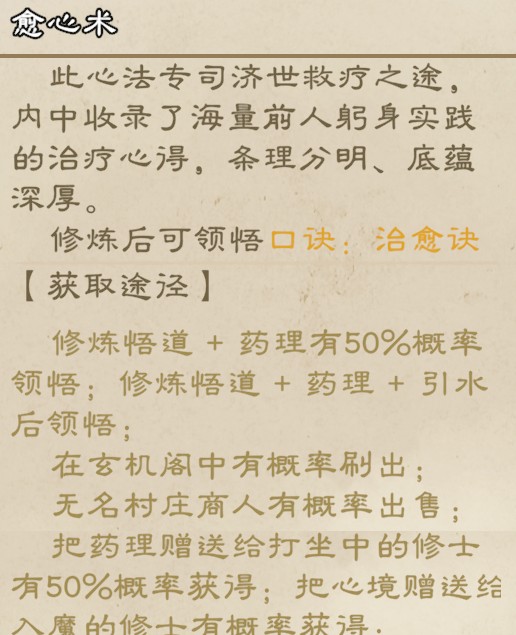 愈心术
此心法专司济世救疗之途，
内中收录了海量前人躬身实践
的治疗心得，条理分明、底蕴
深厚。
修炼后可领悟口诀：治愈诀
【获取途径】
修炼悟道 + 药理有50%概率
领悟；修炼悟道 + 药理 + 引水
后领悟；
在玄机阁中有概率刷出；
无名村庄商人有概率出售；
把药理赠送给打坐中的修士
有50%概率获得；把心境赠送给
入魔的修士有概率获得；